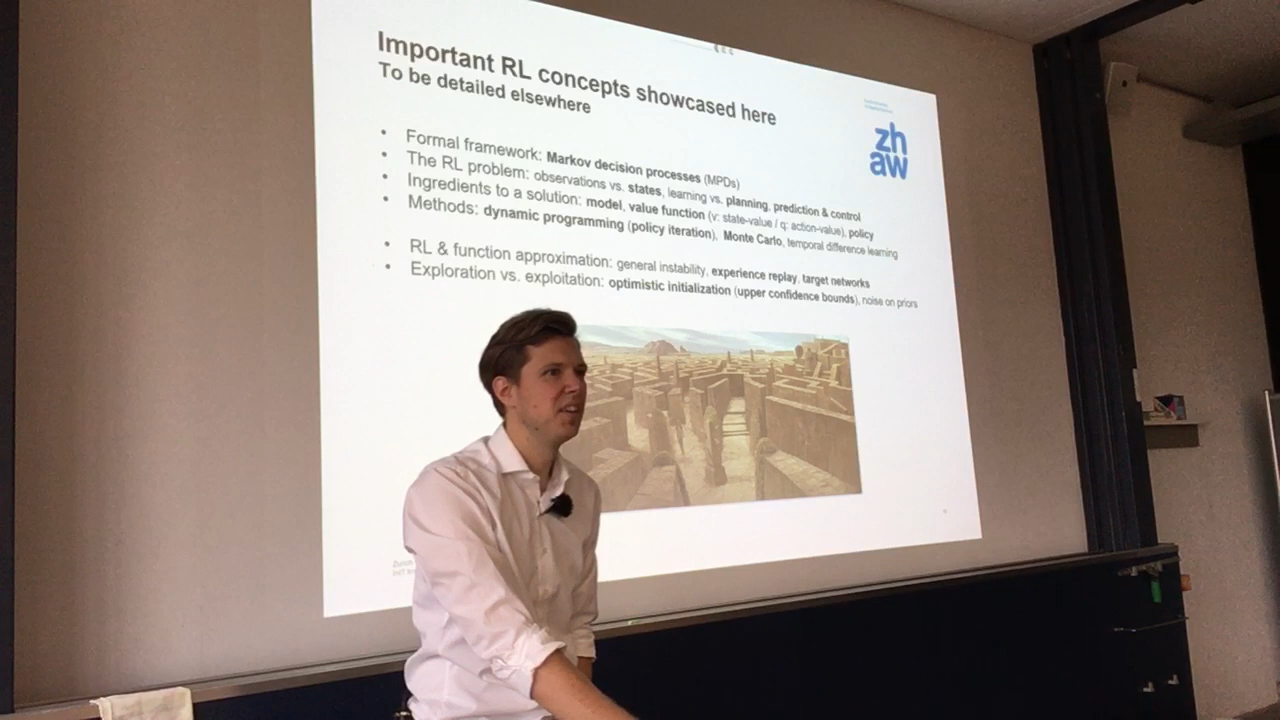 Important RL concepts showcased here
To be detailed elsewhere
zh
aw
• Formal framework: Markov decision processes (MPDs)
• The RL problem: observations vs. states, learning vs. planning, prediction & control
• Ingredients to a solution: model, value function (v: state-value / q: action-value), policy
• Methods: dynamic programming (policy iteration), Monte Carlo, temporal difference learning
• RL & function approximation: general instability, experience replay, target networks
• Exploration vs. exploitation: optimistic initialization (upper confidence bounds), noise on priors